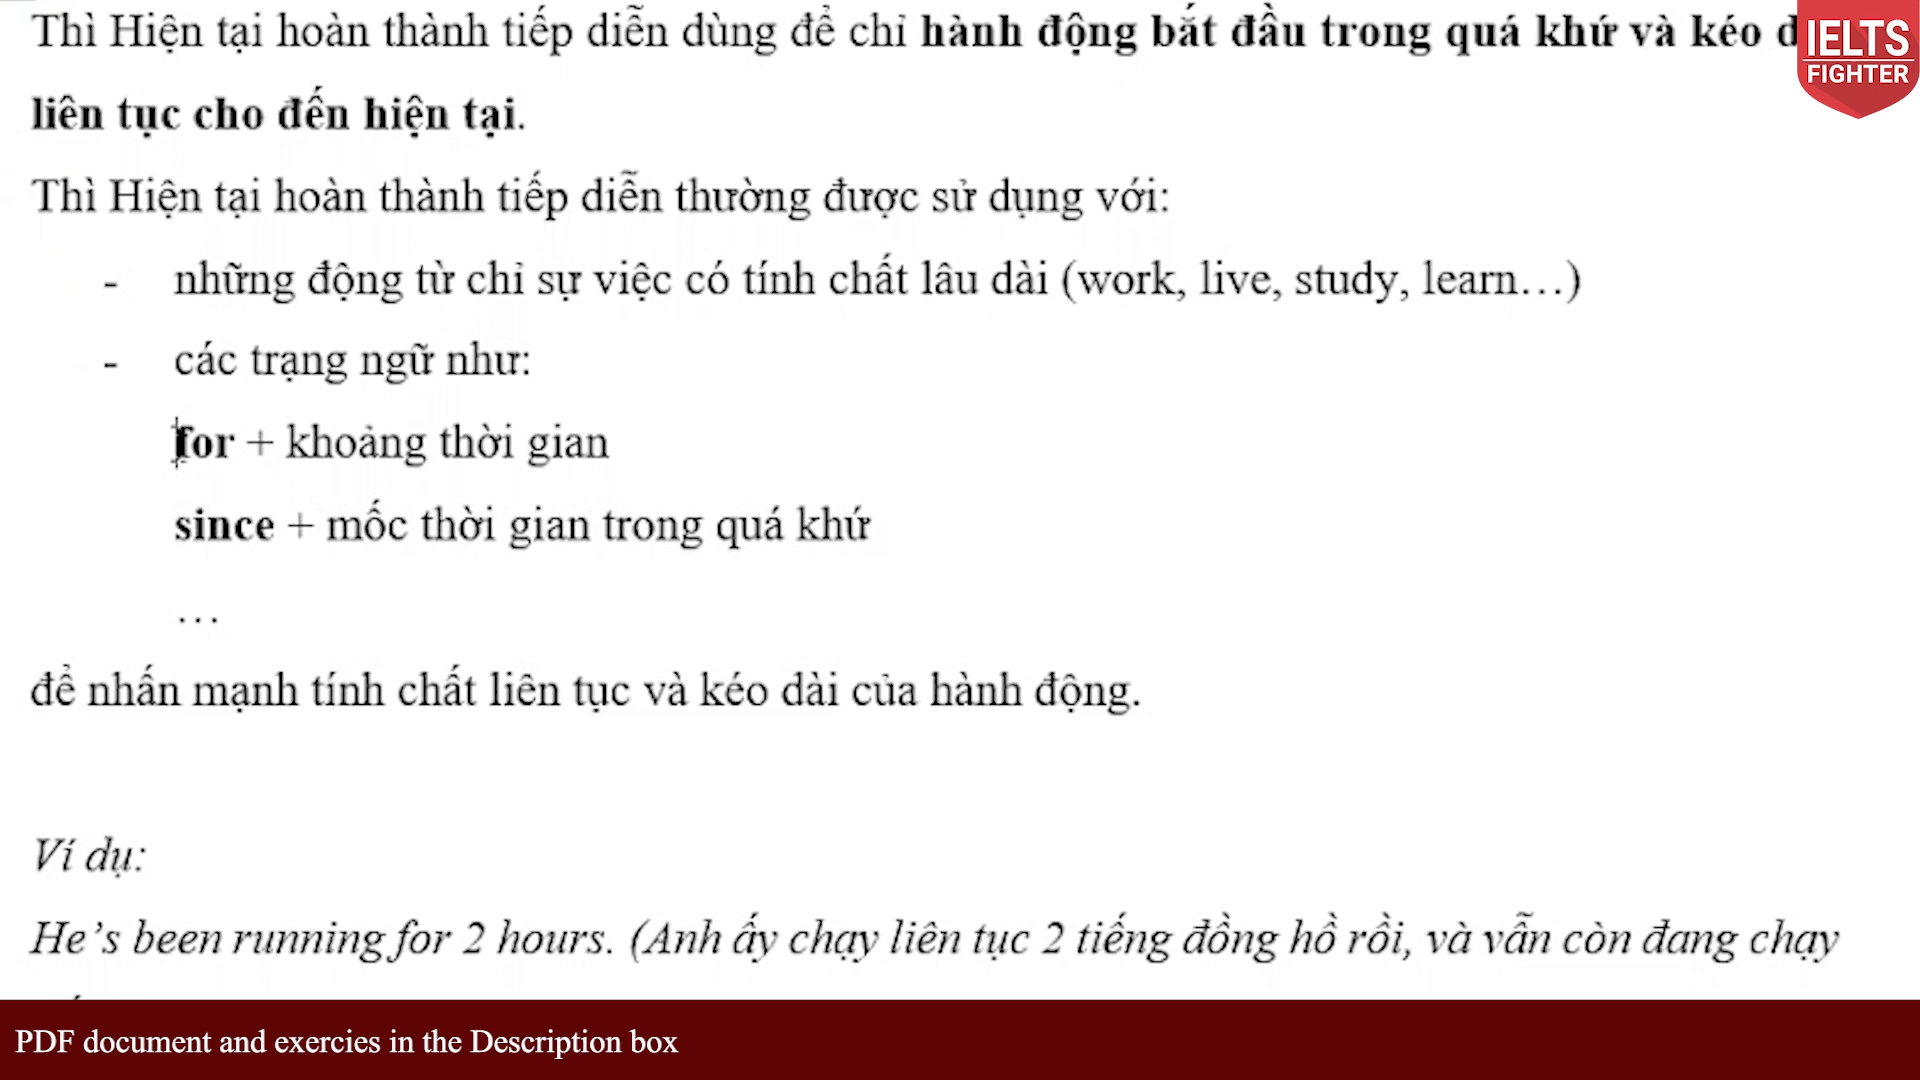 Thì Hiện tại hoàn thành tiếp diễn dùng để chỉ hành động bắt đầu trong quá khứ và kéo
liên tục cho đến hiện tại.
Thì Hiện tại hoàn thành tiếp diễn thường được sử dụng với:
- những động từ chỉ sự việc có tính chất lâu dài (work, live, study, learn…)
- các trạng ngữ như:
for + khoảng thời gian
since + mốc thời gian trong quá khứ
…
để nhấn mạnh tính chất liên tục và kéo dài của hành động.
Ví dụ:
He’s been running for 2 hours. (Anh ấy chạy liên tục 2 tiếng đồng hồ rồi, và vẫn còn đang chạy
IELTS
FIGHTER
PDF document and exercies in the Description box